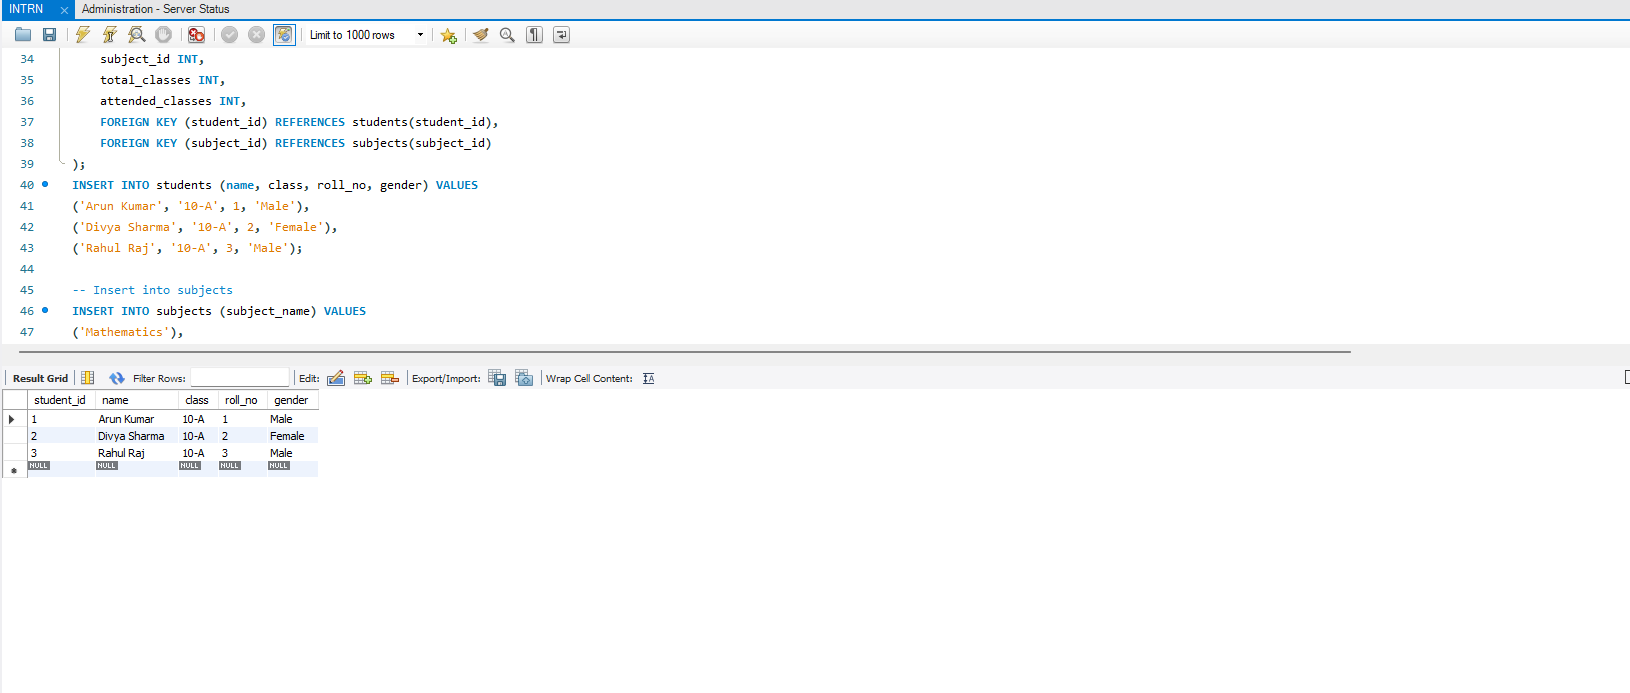 INTRN × Administration - Server Status
Limit to 1000 rows
34 subject_id INT,
35 total_classes INT,
36 attended_classes INT,
37 FOREIGN KEY (student_id) REFERENCES students(student_id),
38 FOREIGN KEY (subject_id) REFERENCES subjects(subject_id)
39 );
40 INSERT INTO students (name, class, roll_no, gender) VALUES
41 ('Arun Kumar', '10-A', 1, 'Male'),
42 ('Divya Sharma', '10-A', 2, 'Female'),
43 ('Rahul Raj', '10-A', 3, 'Male');
44
45 -- Insert into subjects
46 INSERT INTO subjects (subject_name) VALUES
47 ('Mathematics'),
Result Grid Filter Rows: Edit: Export/Import: Wrap Cell Content:
student_id name class roll_no gender
1 Arun Kumar 10-A 1 Male
2 Divya Sharma 10-A 2 Female
3 Rahul Raj 10-A 3 Male
NULL NULL NULL NULL NULL